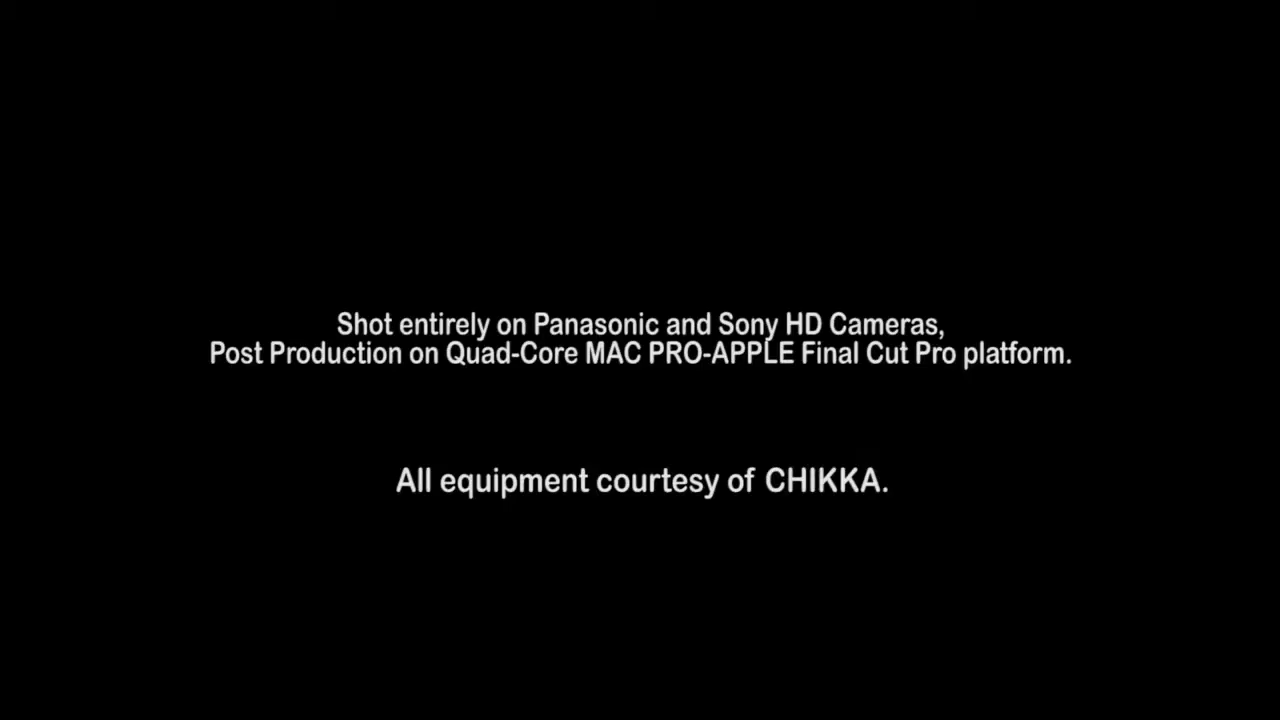 Shot entirely on Panasonic and Sony HD Cameras,
Post Production on Quad-Core MAC PRO-APPLE Final Cut Pro platform.
All equipment courtesy of CHIKKA.